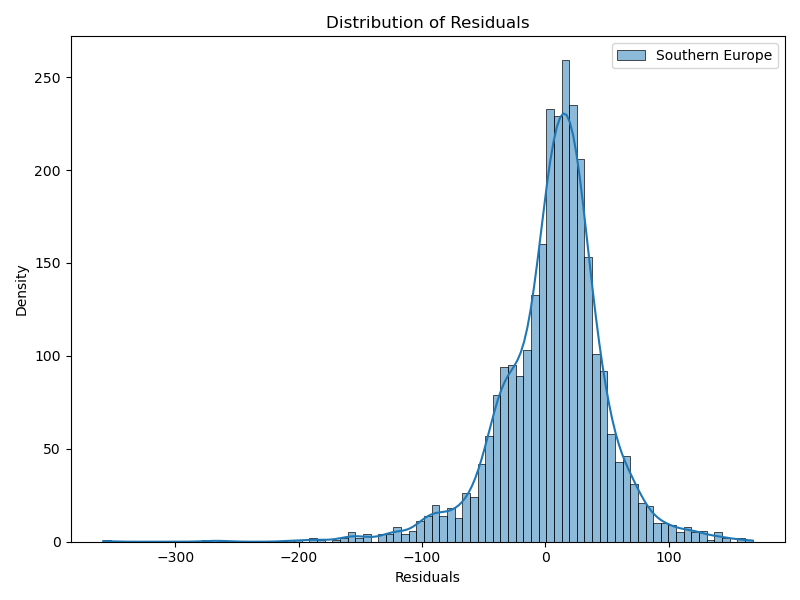 Distribution of Residuals
Southern Europe
250
200
150
100
50
0
Density
−300
−200
−100
0
100
Residuals